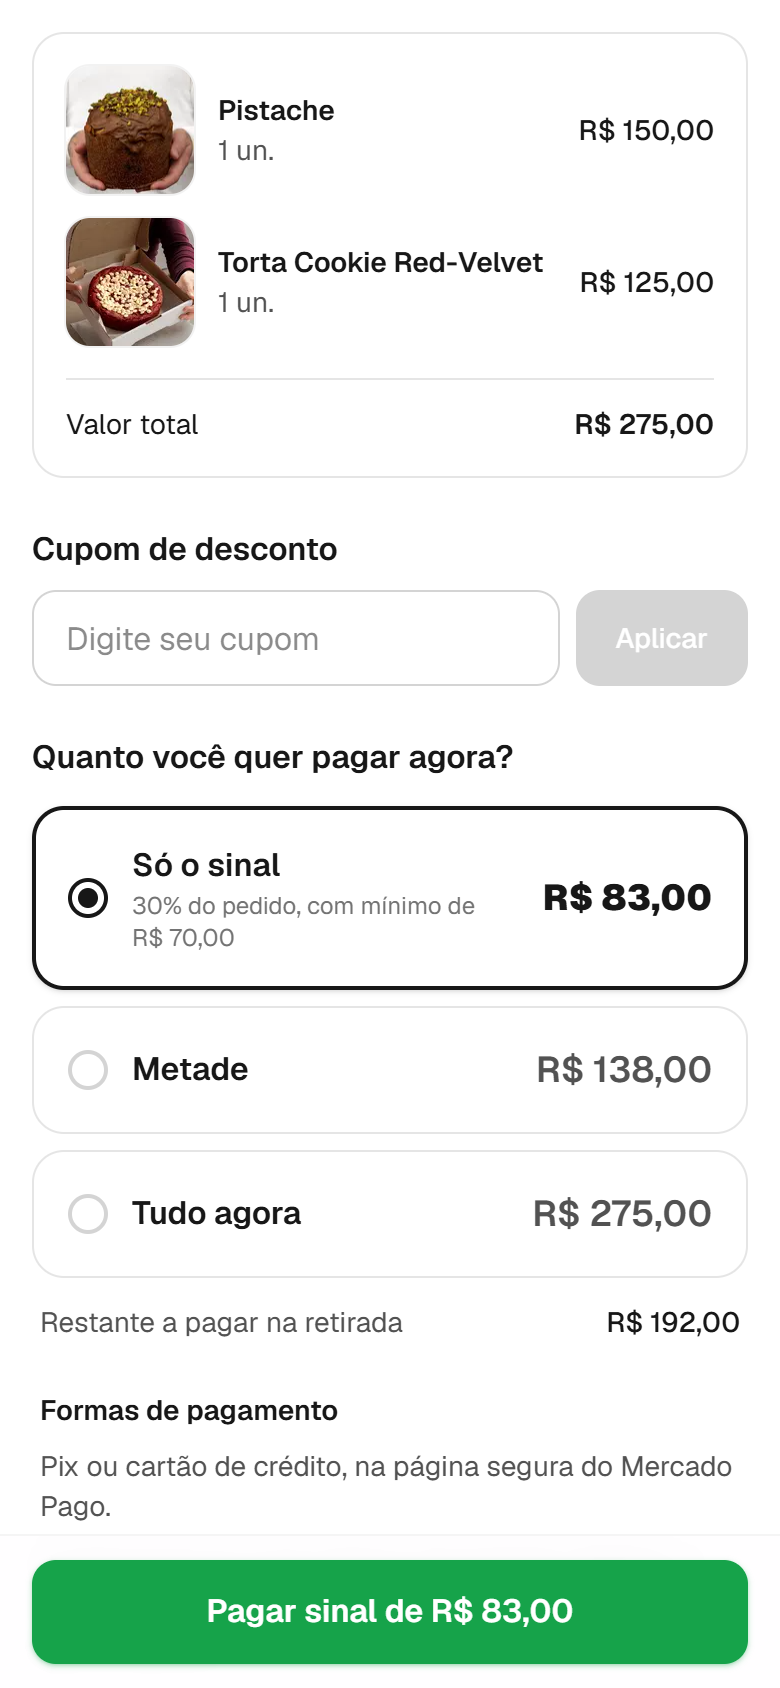 Pistache
1 un.
R$ 150,00
Torta Cookie Red-Velvet
1 un.
R$ 125,00
Valor total
R$ 275,00
Cupom de desconto
Digite seu cupom
Aplicar
Quanto você quer pagar agora?
Só o sinal
30% do pedido, com mínimo de
R$ 70,00
R$ 83,00
Metade
R$ 138,00
Tudo agora
R$ 275,00
Restante a pagar na retirada
R$ 192,00
Formas de pagamento
Pix ou cartão de crédito, na página segura do Mercado
Pago.
Pagar sinal de R$ 83,00